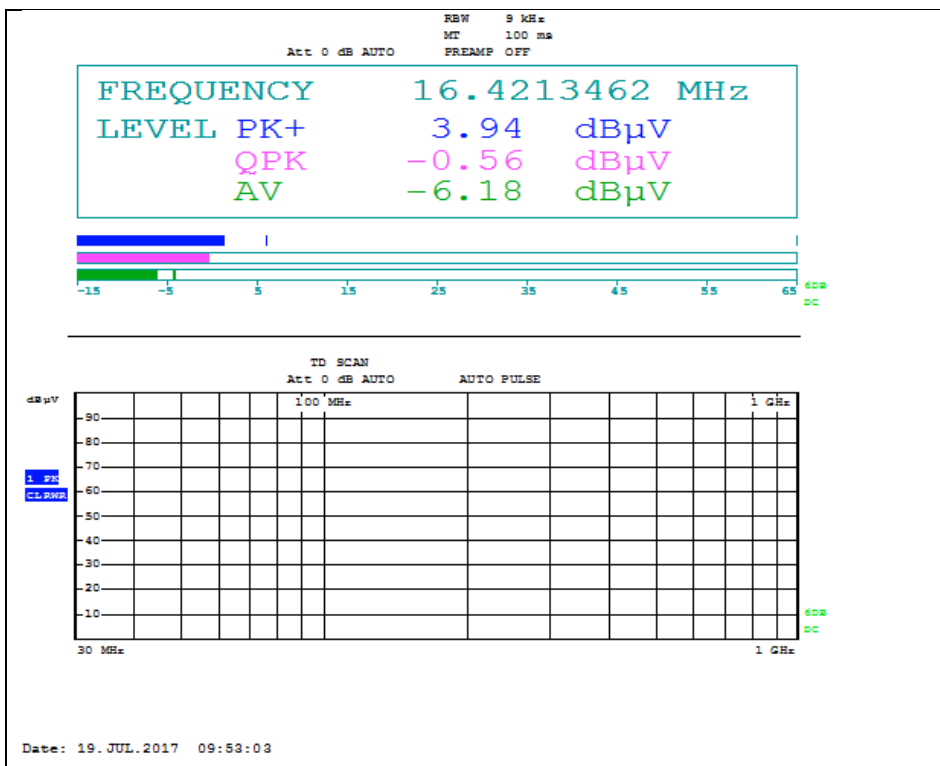 RBW 9 kHz
MT 100 ms
Att 0 dB AUTO PREAMP OFF
FREQUENCY 16.4213462 MHz
LEVEL PK+ 3.94 dBµV
QPK -0.56 dBµV
AV -6.18 dBµV
-15 -5 5 15 25 35 45 55 65
6DB
DC
TD SCAN
Att 0 dB AUTO AUTO PULSE
dBµV
100 MHz 1 GHz
90
80
70
1 PK
CLRWR
60
50
40
30
20
10
6DB
DC
30 MHz 1 GHz
Date: 19.JUL.2017 09:53:03